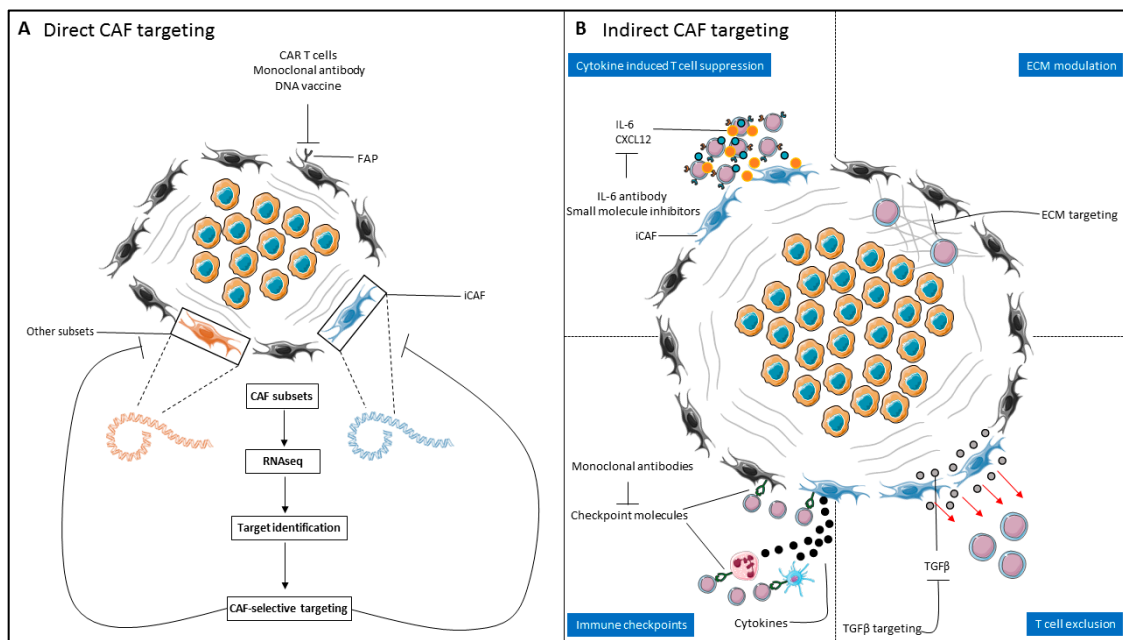 A Direct CAF targeting
CAR T cells
Monoclonal antibody
DNA vaccine
FAP
iCAF
Other subsets
CAF subsets
RNAseq
Target identification
CAF-selective targeting
B Indirect CAF targeting
Cytokine induced T cell suppression
ECM modulation
IL-6
CXCL12
IL-6 antibody
Small molecule inhibitors
iCAF
ECM targeting
Monoclonal antibodies
Checkpoint molecules
TGFβ
Immune checkpoints
Cytokines
TGFβ targeting
T cell exclusion